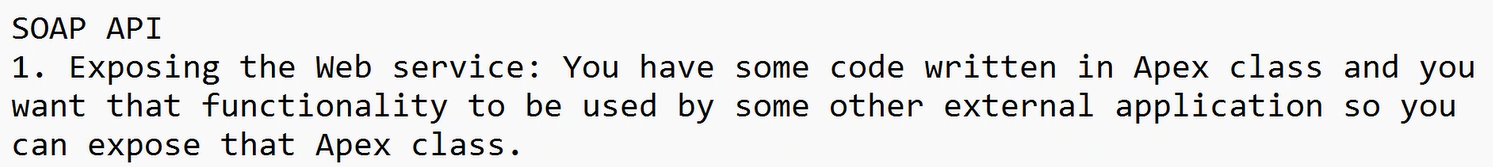 SOAP API
1. Exposing the Web service: You have some code written in Apex class and you
want that functionality to be used by some other external application so you
can expose that Apex class.